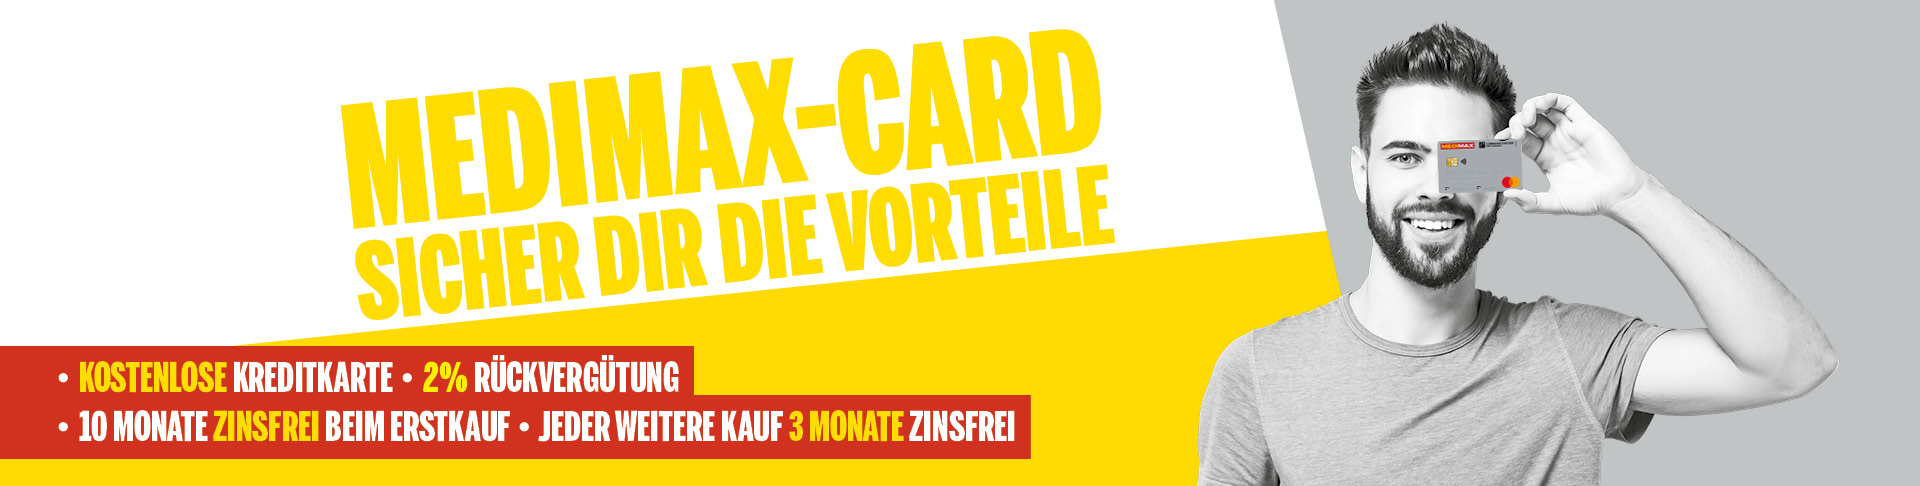 MEDIMAX-CARD
SICHER DIR DIE VORTEILE
• KOSTENLOSE KREDITKARTE • 2% RÜCKVERGÜTUNG
• 10 MONATE ZINSFREI BEIM ERSTKAUF • JEDER WEITERE KAUF 3 MONATE ZINSFREI
MEDIMAX